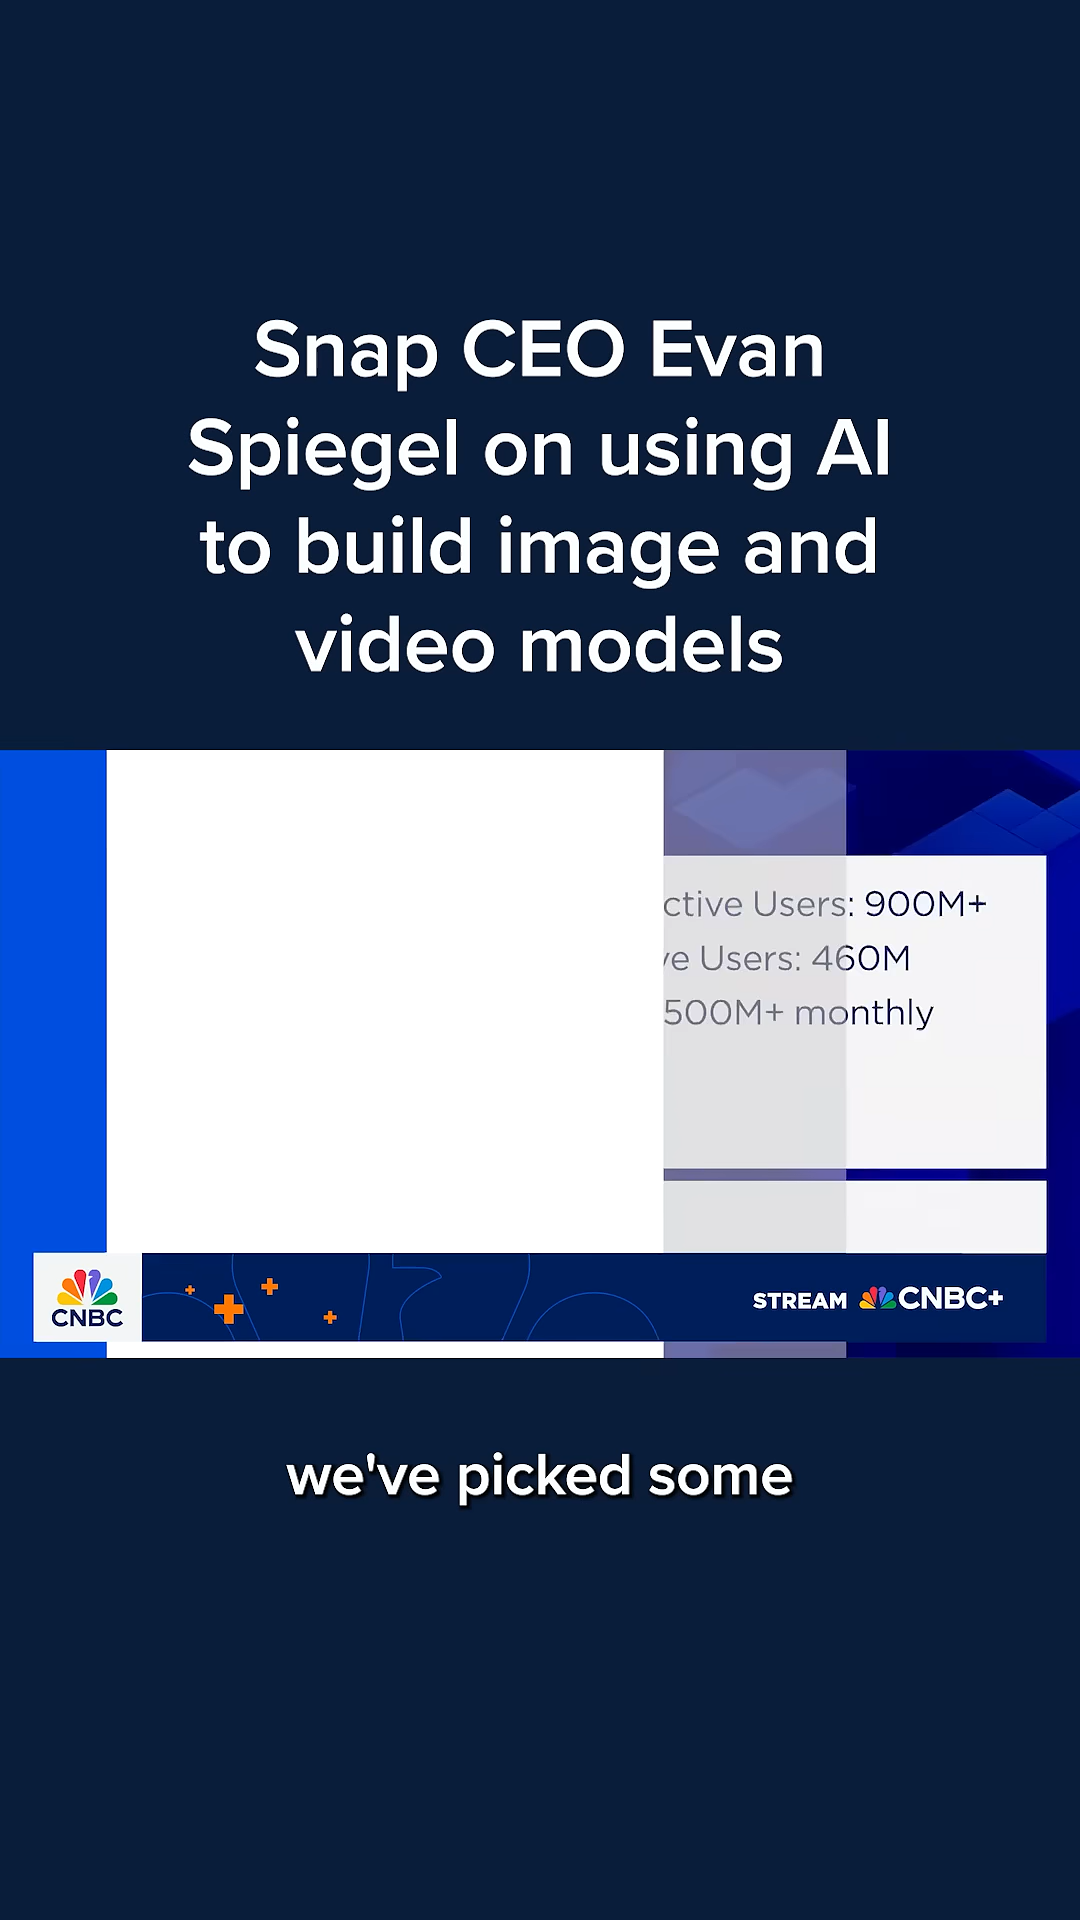 Snap CEO Evan
Spiegel on using AI
to build image and
video models
ctive Users: 900M+
ve Users: 460M
500M+ monthly
CNBC
STREAM CNBC+
we've picked some